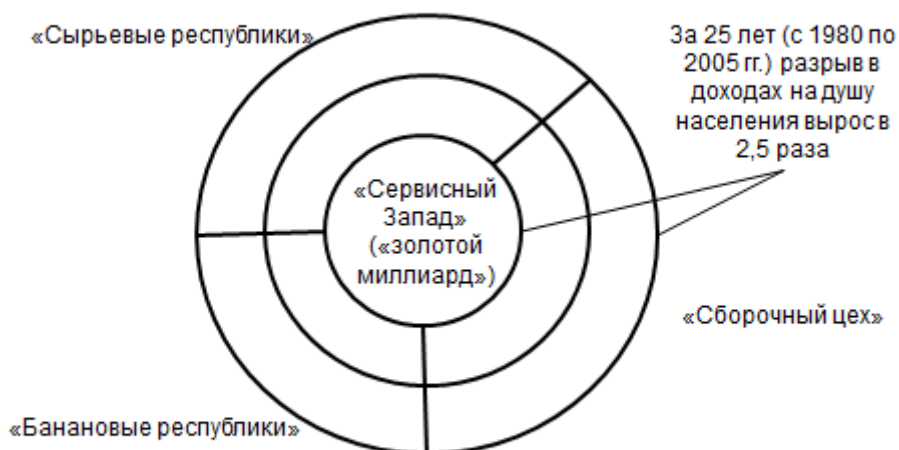 «Сырьевые республики»
За 25 лет (с 1980 по
2005 гг.) разрыв в
доходах на душу
населения вырос в
2,5 раза
«Сервисный
Запад»
(«золотой
миллиард»)
«Сборочный цех»
«Банановые республики»